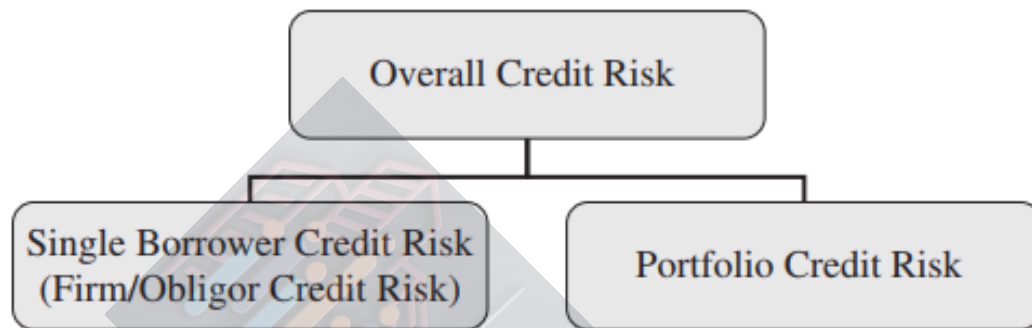 Overall Credit Risk
Single Borrower Credit Risk
(Firm/Obligor Credit Risk)
Portfolio Credit Risk